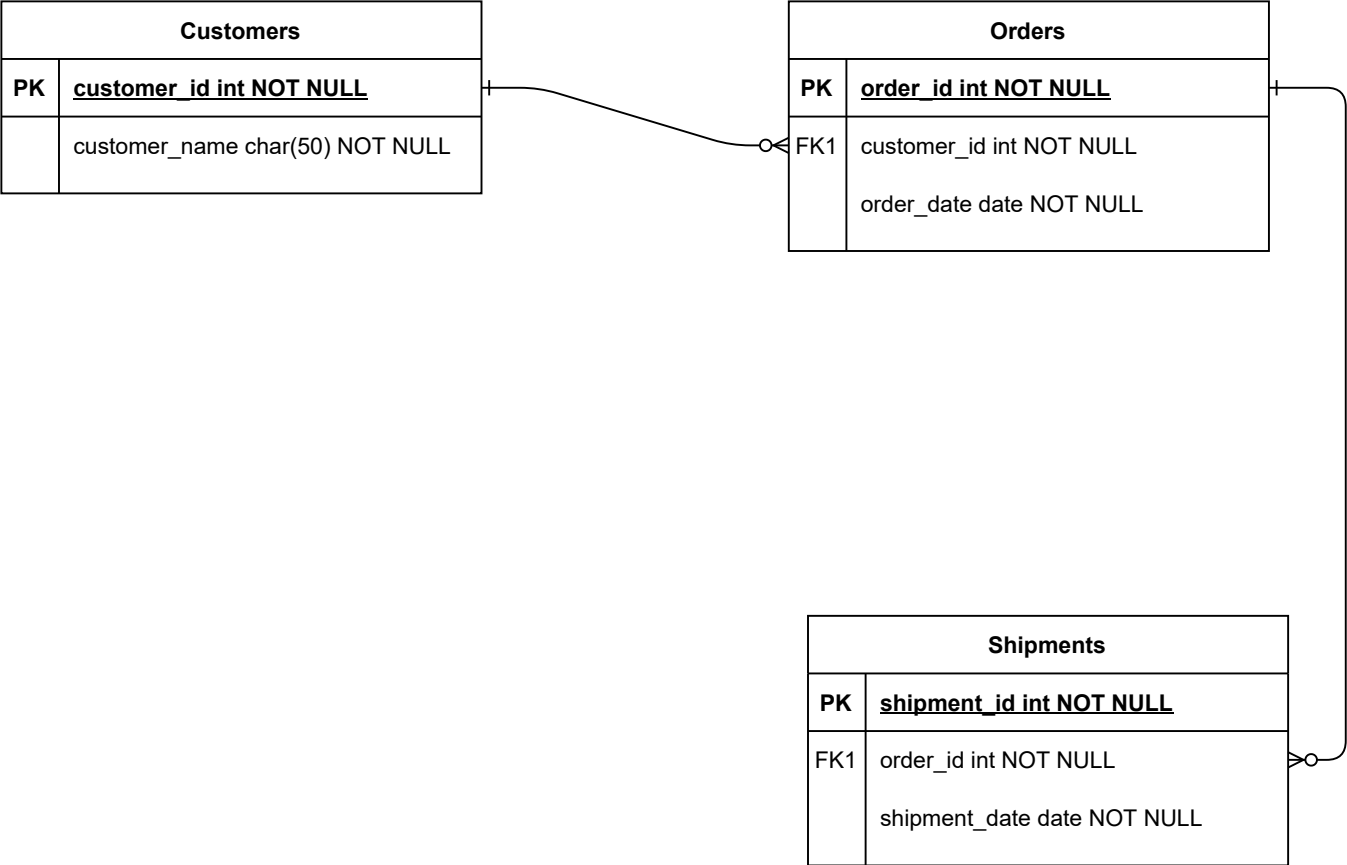 Customers
PK customer_id int NOT NULL
customer_name char(50) NOT NULL
Orders
PK order_id int NOT NULL
FK1 customer_id int NOT NULL
order_date date NOT NULL
Shipments
PK shipment_id int NOT NULL
FK1 order_id int NOT NULL
shipment_date date NOT NULL